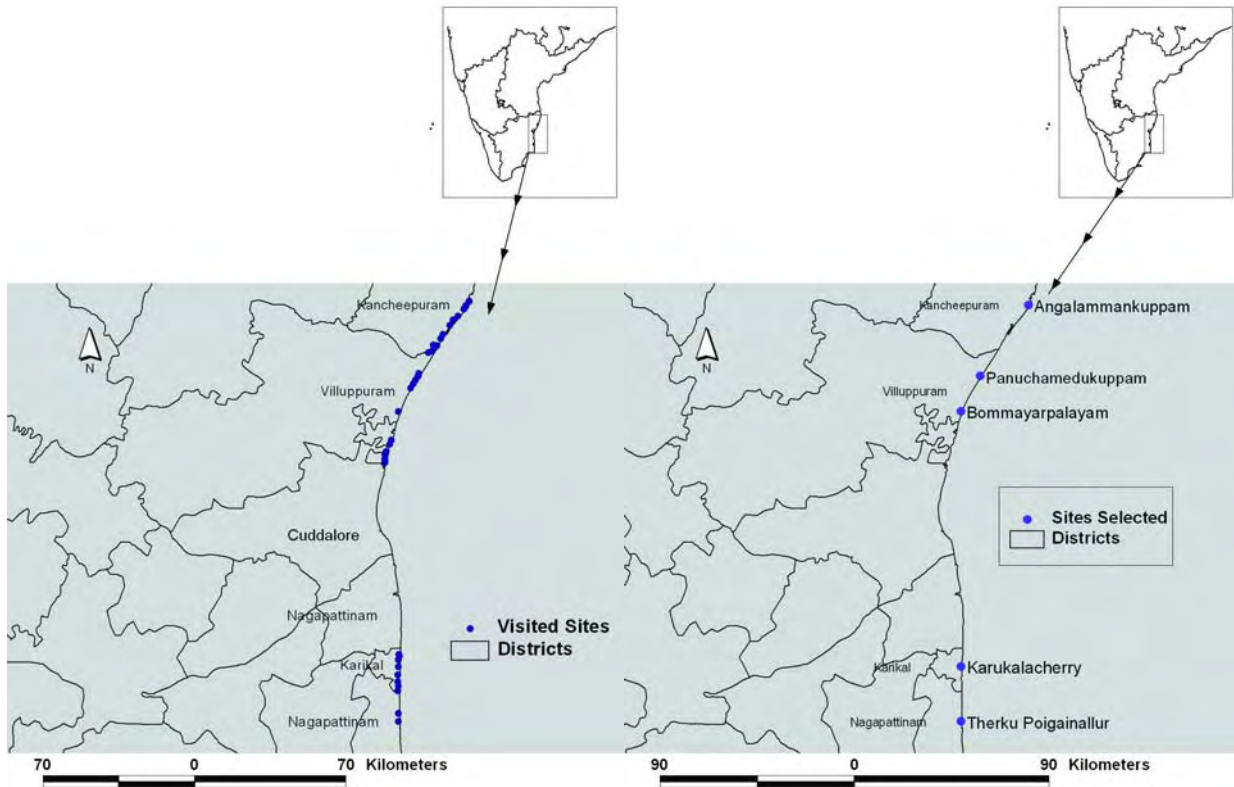 Kancheepuram
N
Villuppuram
Cuddalore
Nagapattinam
Visited Sites
Districts
Karikal
Nagapattinam
70 0 70 Kilometers
Kancheepuram
Angalammankuppam
N
Panuchamedukuppam
Villuppuram
Bommayarpalayam
Sites Selected
Districts
Karikal
Karukalacherry
Nagapattinam
Therku Poigainallur
90 0 90 Kilometers